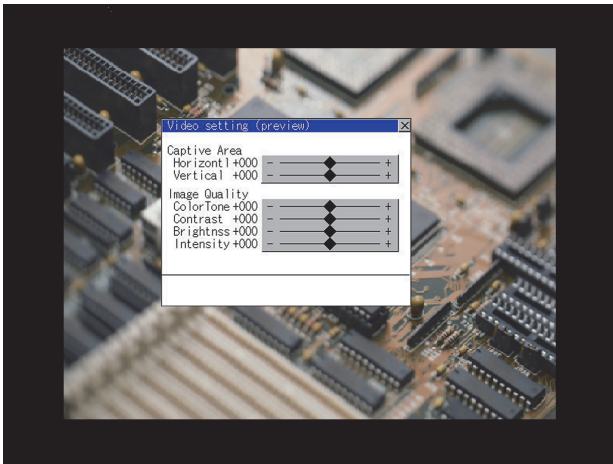 Video setting (preview) ×
Captive Area
Horizontl+000 - +
Vertical +000 - +
Image Quality
ColorTone+000 - +
Contrast +000 - +
Brightnss+000 - +
Intensity+000 - +